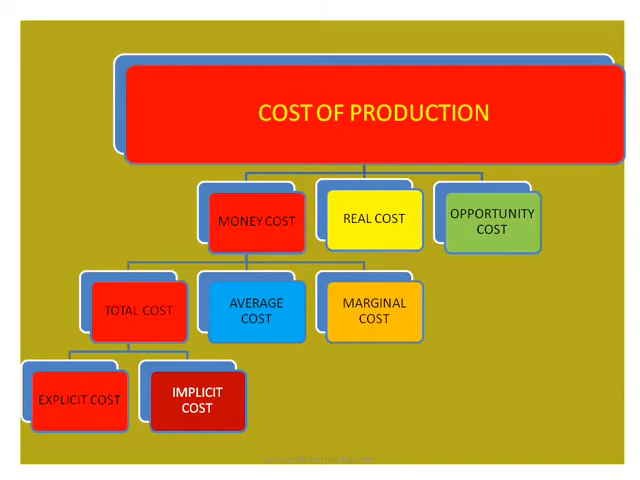 COST OF PRODUCTION
MONEY COST
REAL COST
OPPORTUNITY
COST
TOTAL COST
AVERAGE
COST
MARGINAL
COST
EXPLICIT COST
IMPLICIT
COST